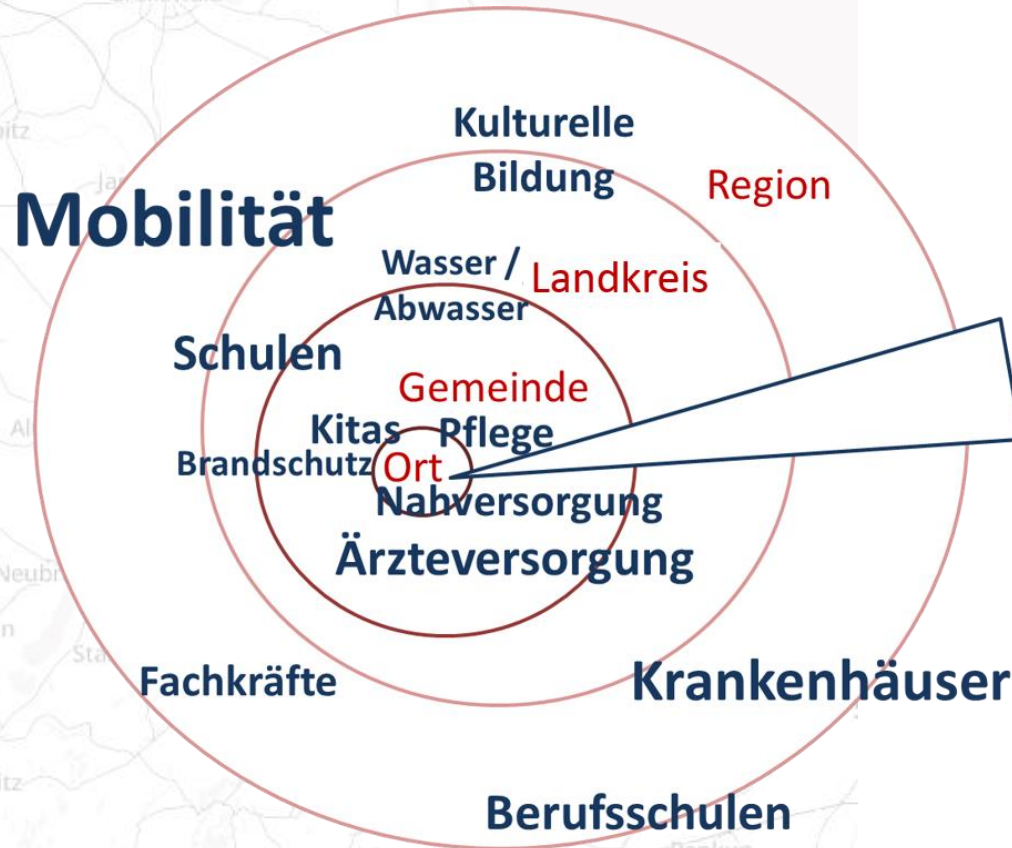 Kulturelle
Bildung
Region
Mobilität
Wasser /
Abwasser
Landkreis
Schulen
Gemeinde
Kitas
Pflege
Brandschutz
Ort
Nahversorgung
Ärzteversorgung
Fachkräfte
Krankenhäuser
Berufsschulen